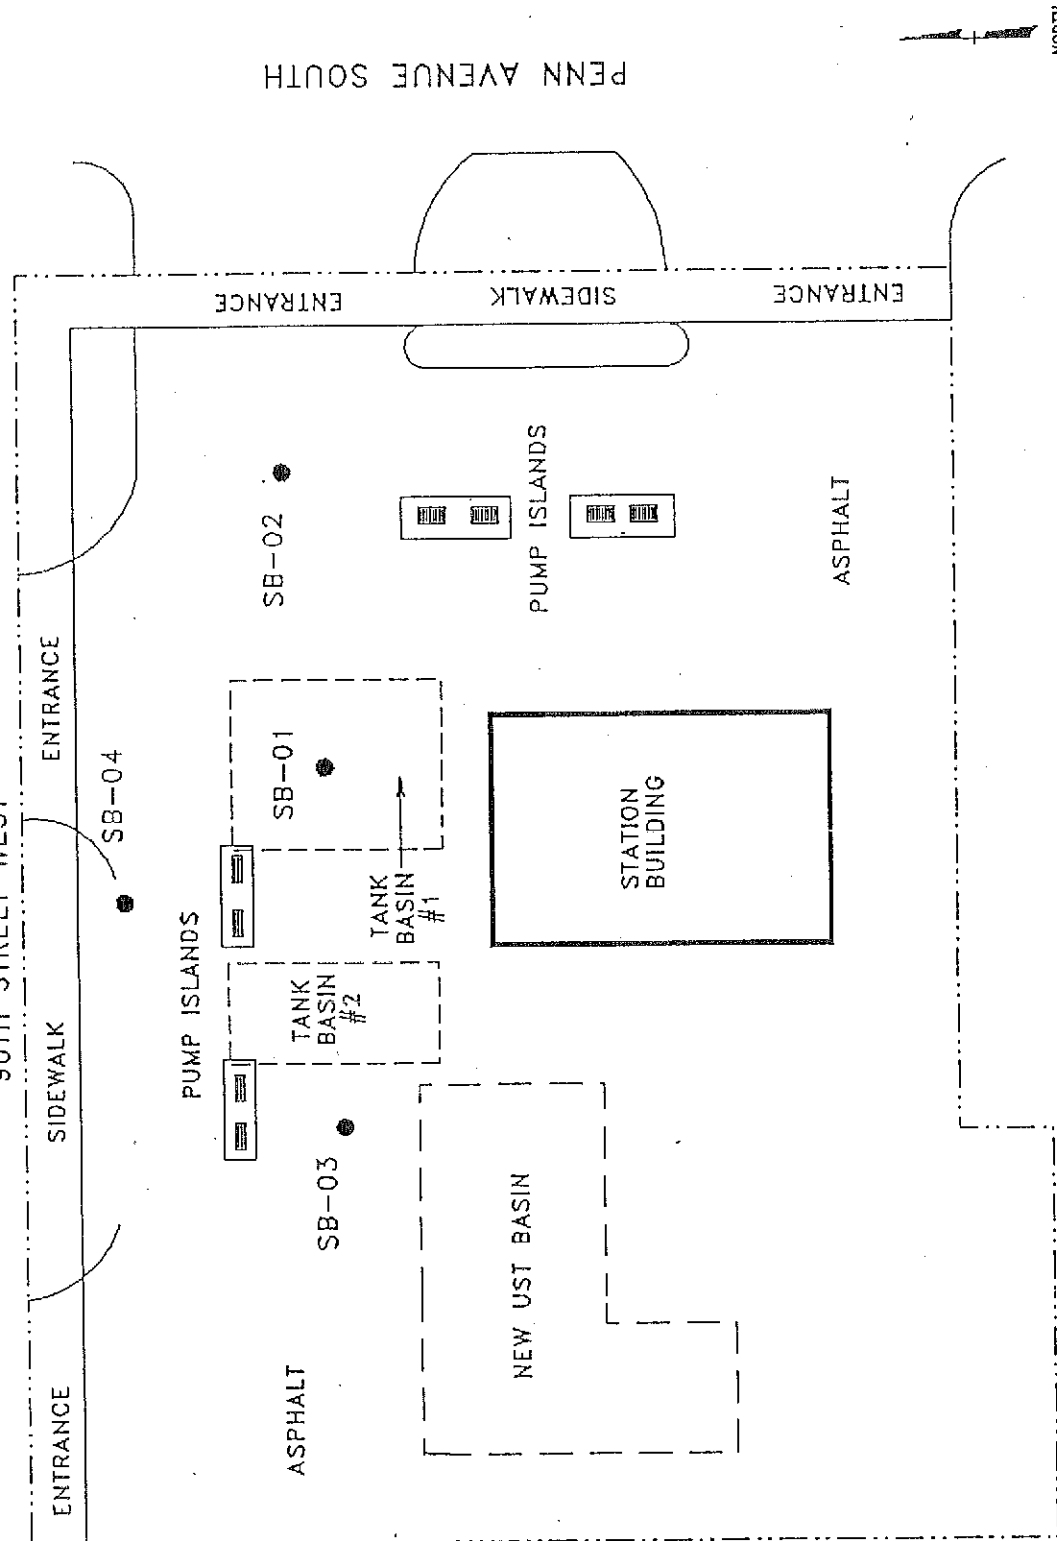 PENN AVENUE SOUTH
ENTRANCE
SIDEWALK
ENTRANCE
ENTRANCE
SIDEWALK
ENTRANCE
SB-04
SB-02
SB-01
SB-03
PUMP ISLANDS
PUMP ISLANDS
TANK
BASIN
#1
TANK
BASIN
#2
STATION
BUILDING
NEW UST BASIN
ASPHALT
ASPHALT